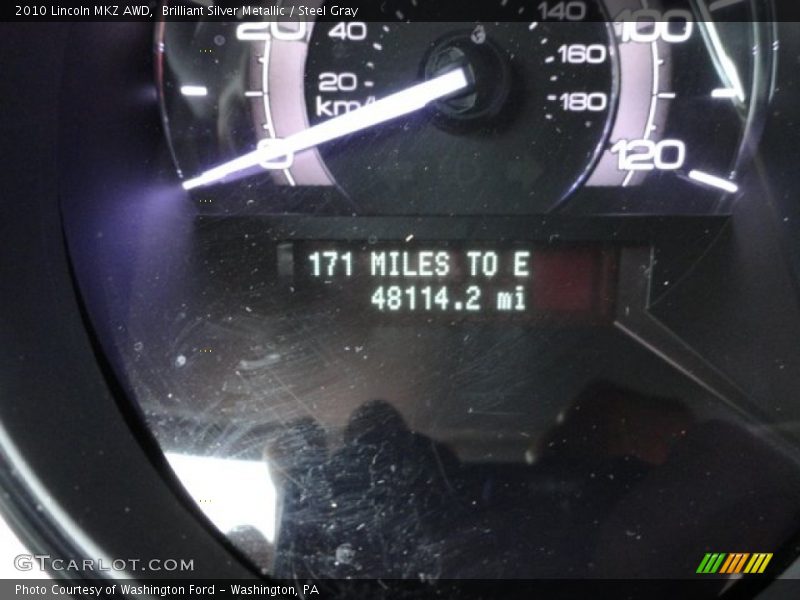 2010 Lincoln MKZ AWD,  Brilliant Silver Metallic / Steel Gray
140
20 40 100
160
20
km/h
180
0 120
171 MILES TO E
48114.2 mi
GTCARLOT.COM
Photo Courtesy of Washington Ford - Washington, PA